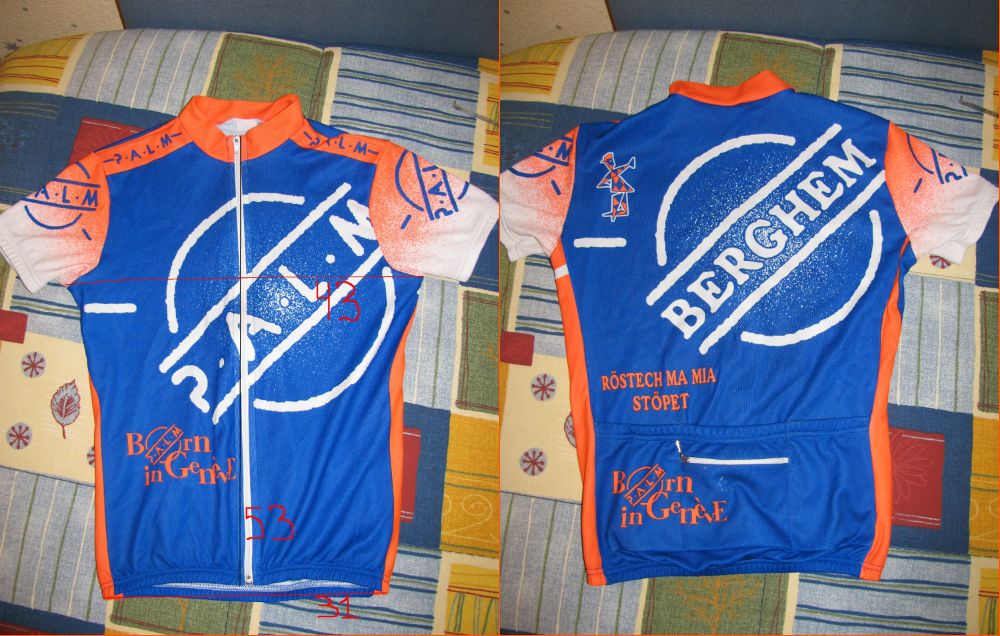 P.A.L.M
P.A.L.M
P.A.L.M
P.A.L.M
P.A.L.M
43
Born
P.A.L.M
in GenèvE
53
31
BERGHEM
RÖSTECH MA MIA
STÖPET
Born
P.A.L.M
in GenèvE